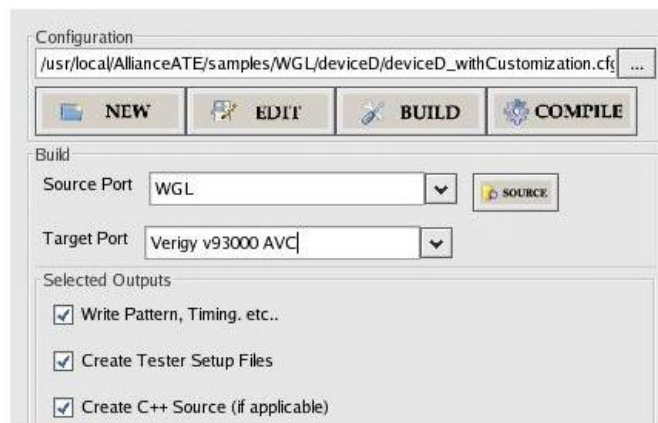 Configuration
/usr/local/AllianceATE/samples/WGL/deviceD/deviceD_withCustomization.cfg ...
NEW EDIT BUILD COMPILE
Build
Source Port WGL SOURCE
Target Port Verigy v93000 AVC
Selected Outputs
Write Pattern, Timing. etc..
Create Tester Setup Files
Create C++ Source (if applicable)